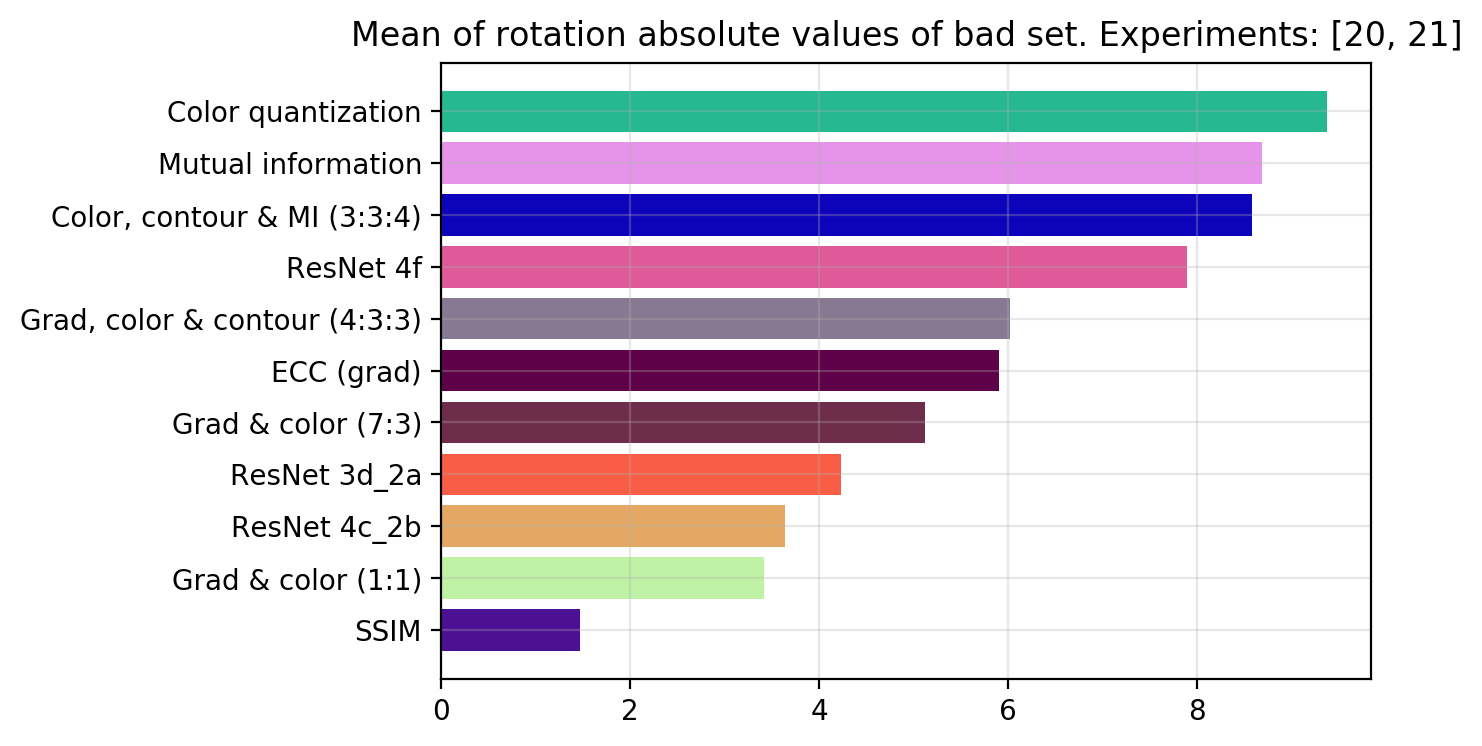 Mean of rotation absolute values of bad set. Experiments: [20, 21]
Color quantization
Mutual information
Color, contour & MI (3:3:4)
ResNet 4f
Grad, color & contour (4:3:3)
ECC (grad)
Grad & color (7:3)
ResNet 3d_2a
ResNet 4c_2b
Grad & color (1:1)
SSIM
0 2 4 6 8